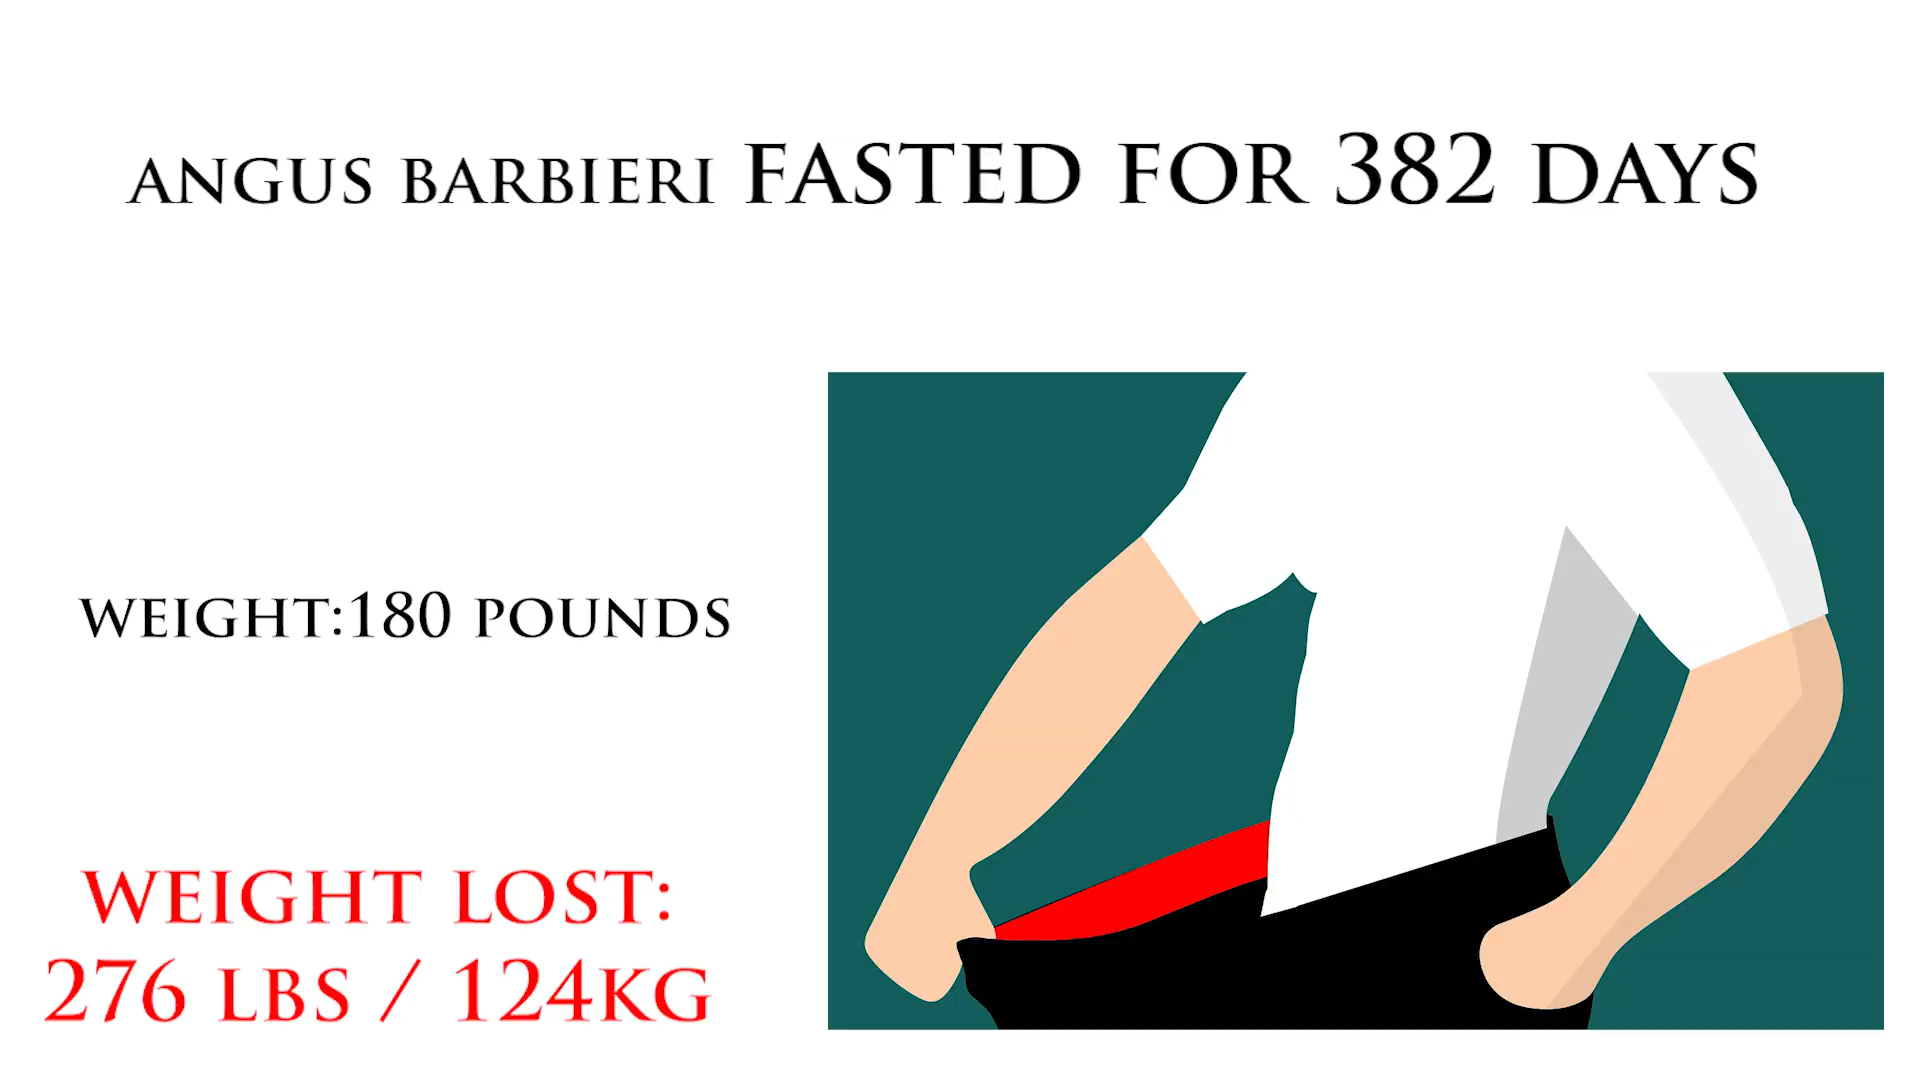 ANGUS BARBIERI FASTED FOR 382 DAYS
WEIGHT:180 POUNDS
WEIGHT LOST:
276 LBS / 124KG